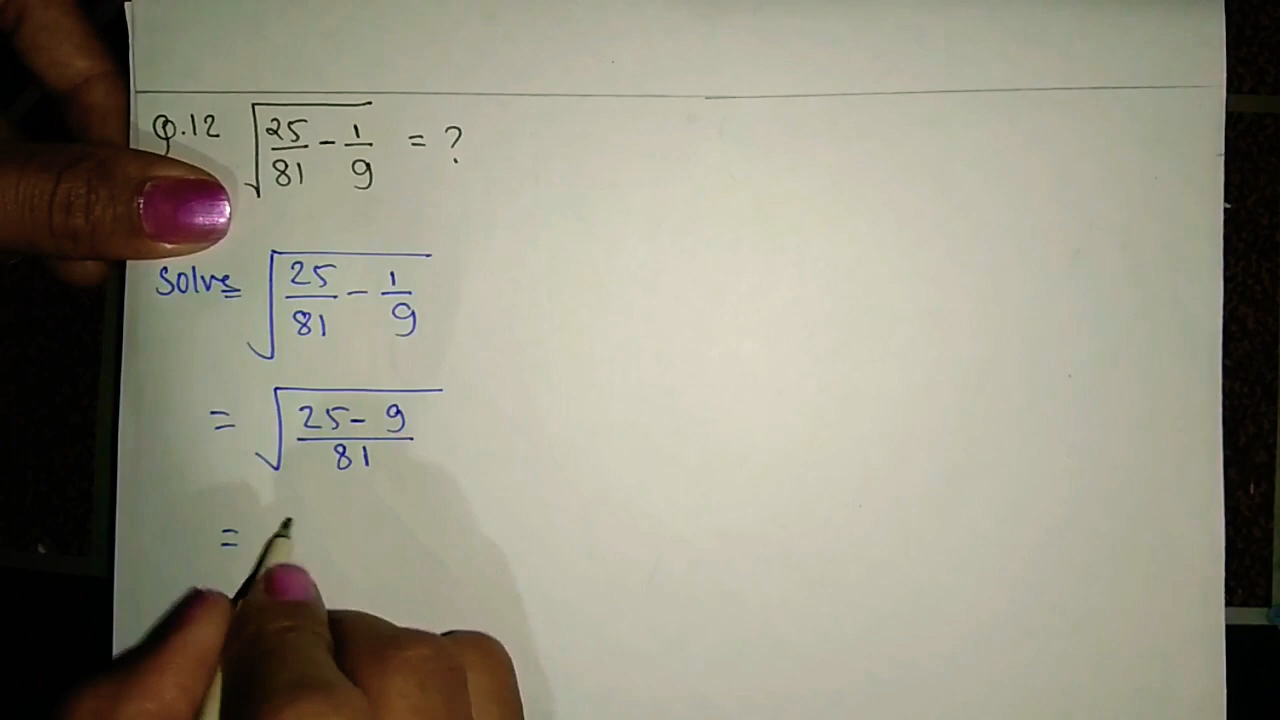 Q.12 √(25/81 - 1/9) = ?
Solve √(25/81 - 1/9)
= √((25 - 9)/81)
=